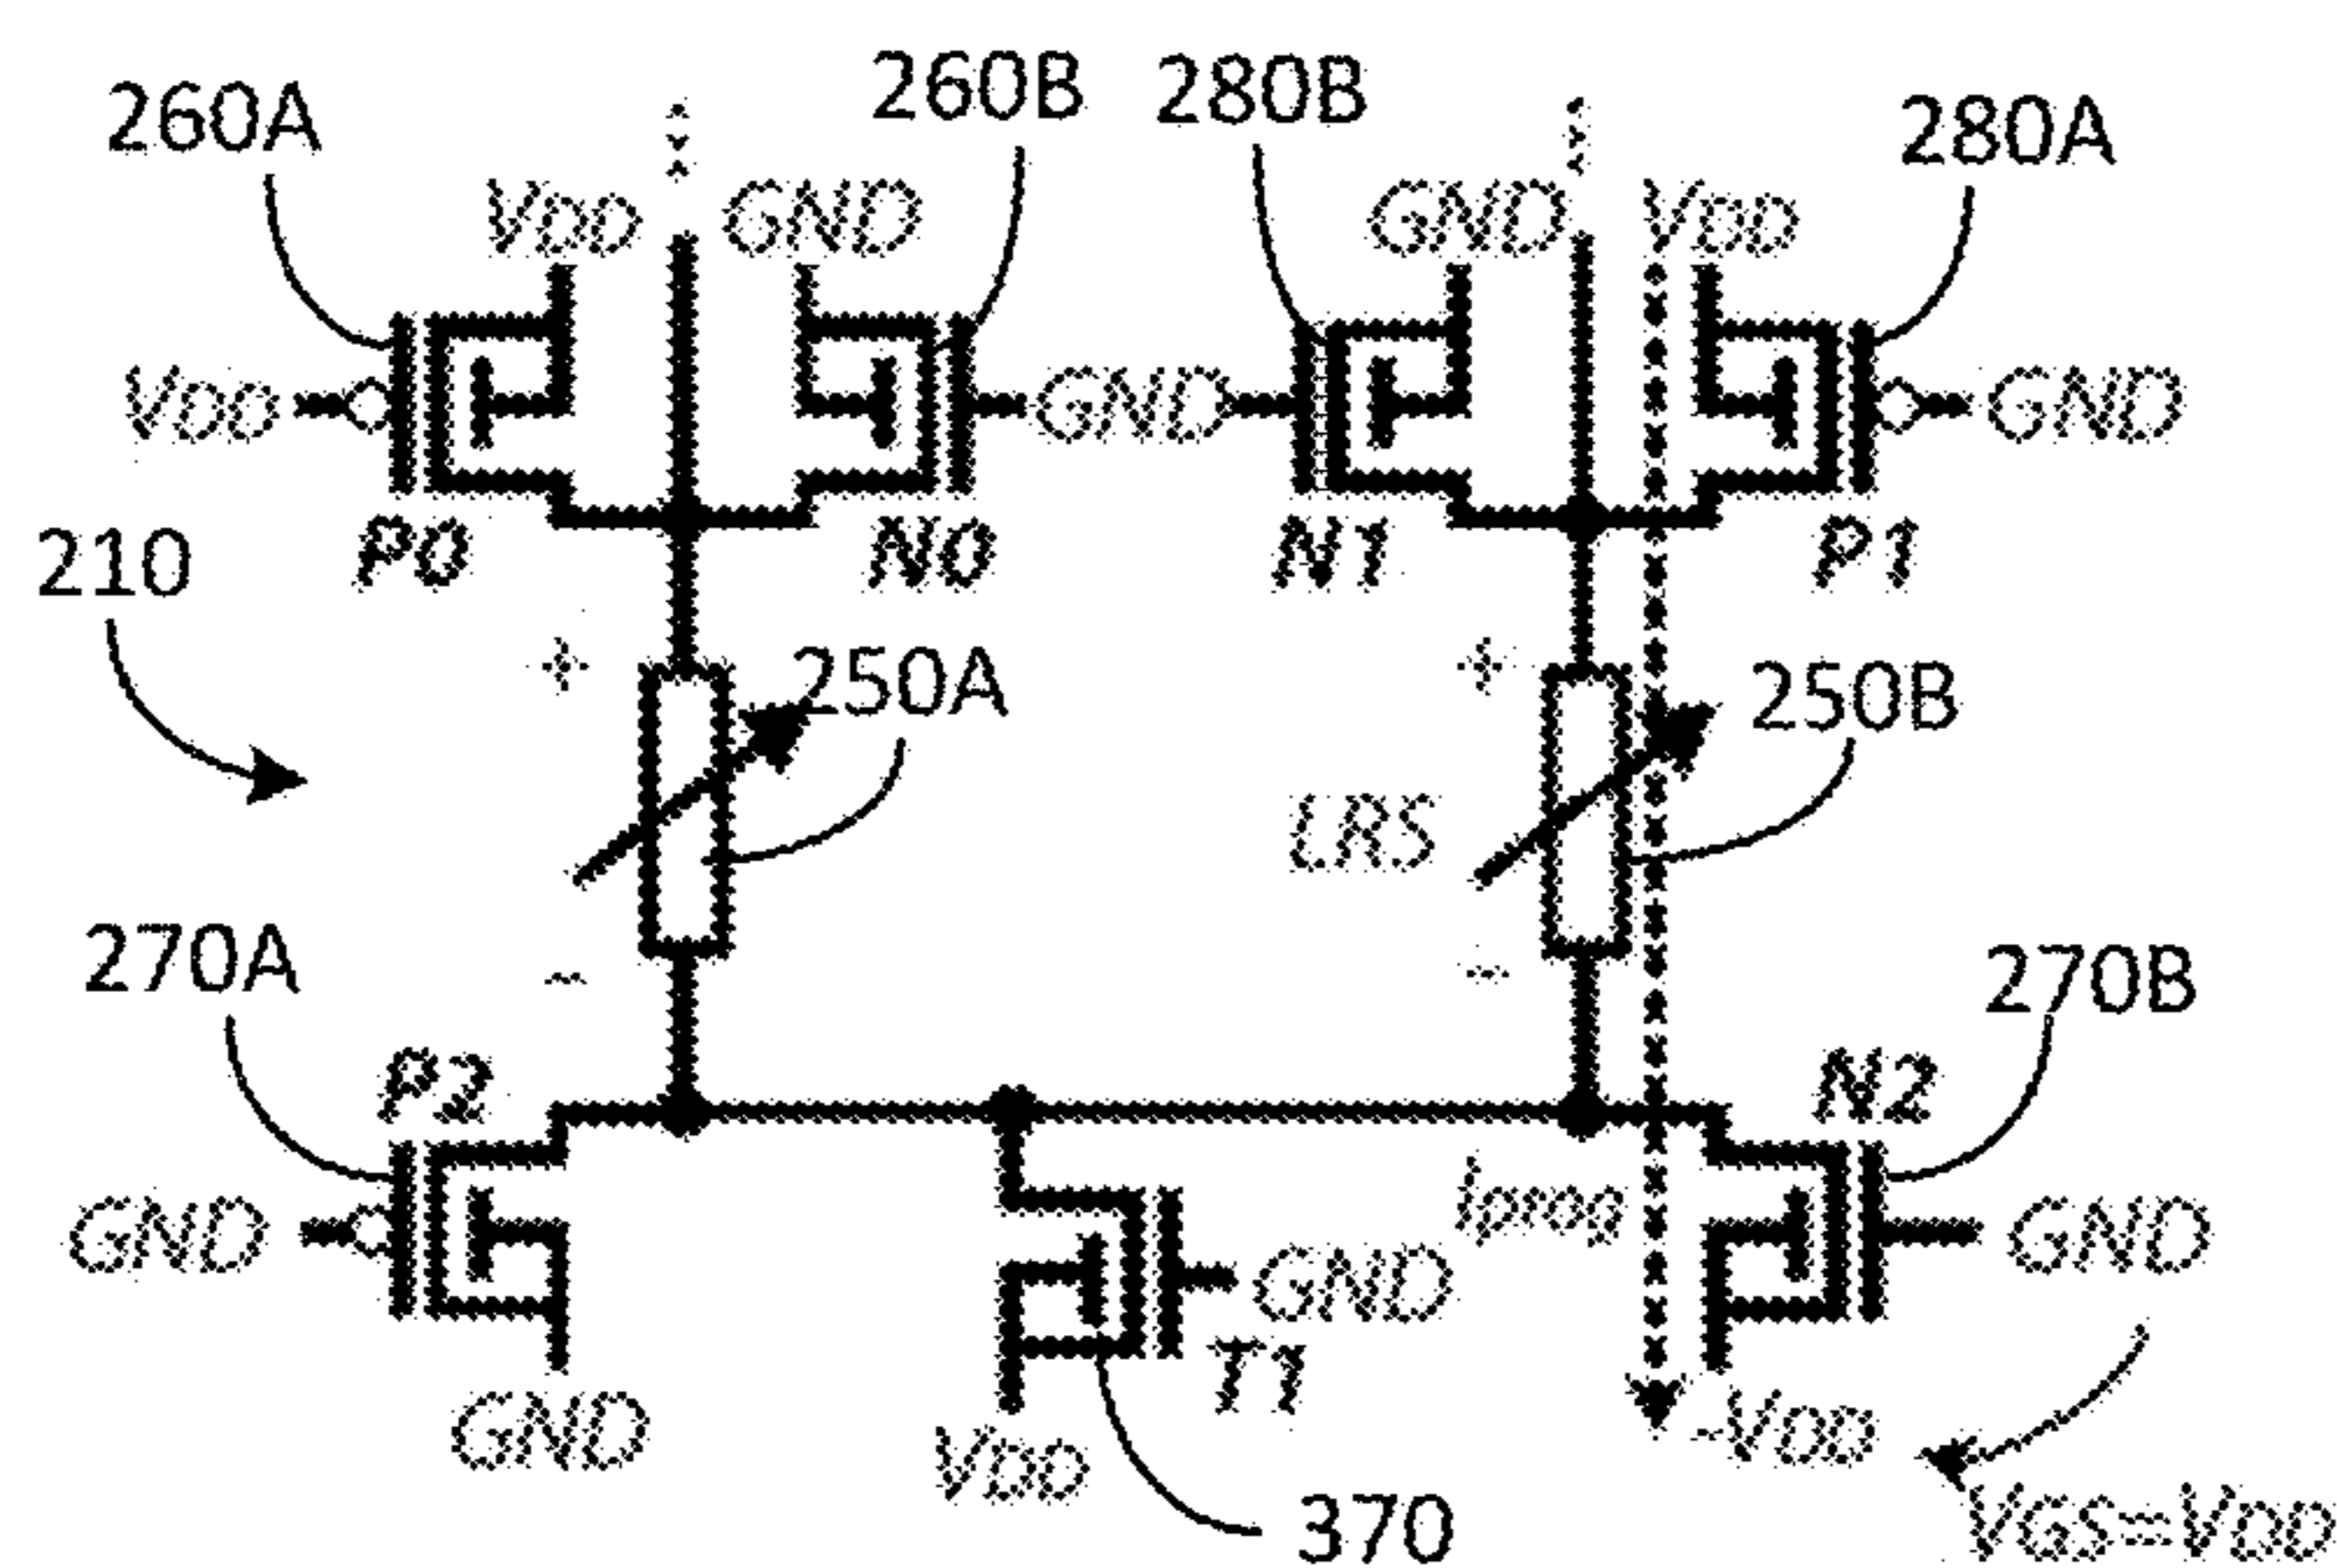 260A
260B
280B
280A
VDD
GND
GND
VDD
VDD
GND
GND
P0
N0
N1
P1
210
+
+
250A
250B
LRS
270A
-
-
270B
P2
N2
GND
Iprog
GND
GND
T1
GND
VDD
-VDD
370
VGS=VDD